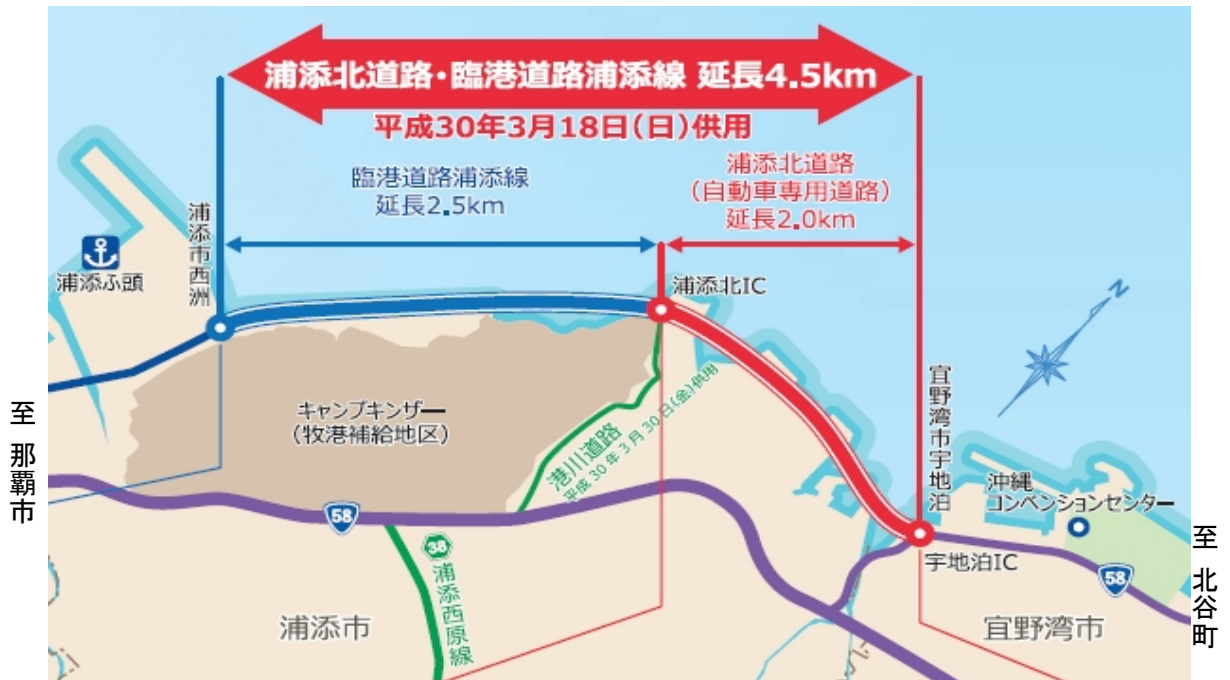 浦添北道路・臨港道路浦添線 延長4.5km
平成30年3月18日(日)供用
臨港道路浦添線
延長2.5km
浦添北道路
(自動車専用道路)
延長2.0km
浦添市西洲
浦添ふ頭
浦添北IC
N
宜野湾市宇地泊
キャンプキンザー
(牧港補給地区)
港川道路
平成30年3月30日(金)供用
沖縄
コンベンションセンター
至 那覇市
58
至 北谷町
38
浦添西原線
宇地泊IC
58
浦添市
宜野湾市